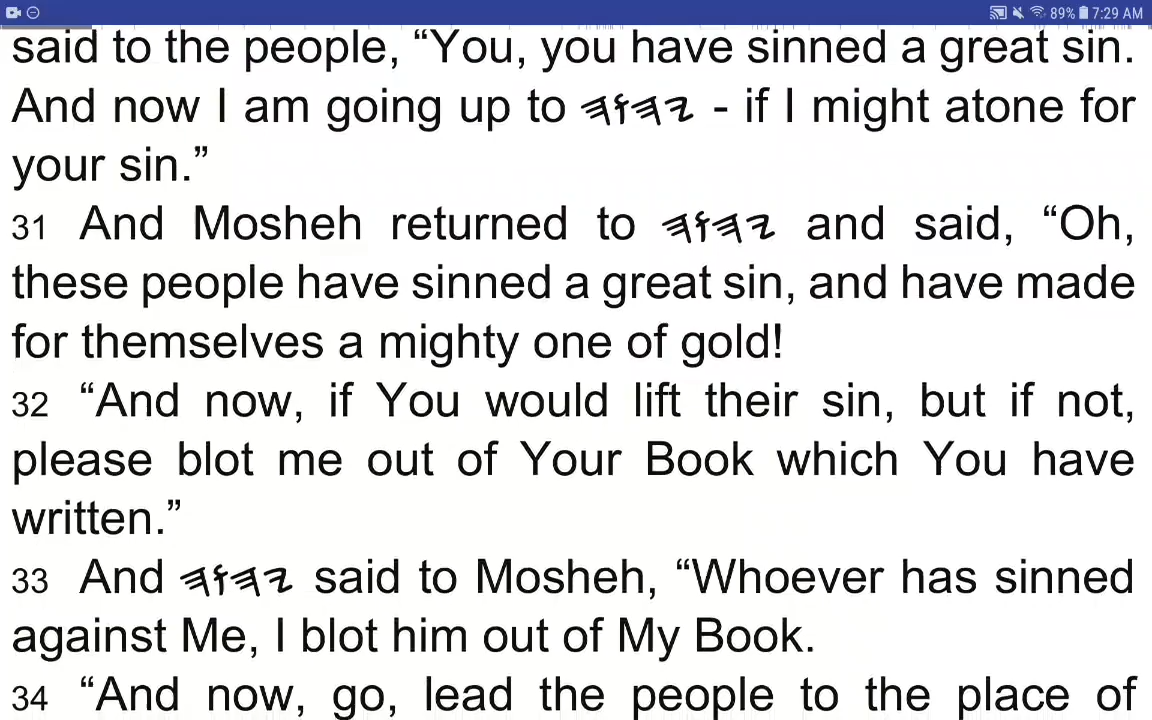 89% 7:29 AM
said to the people, “You, you have sinned a great sin.
And now I am going up to 𐤉𐤄𐤅𐤄 - if I might atone for
your sin.”
31 And Mosheh returned to 𐤉𐤄𐤅𐤄 and said, “Oh,
these people have sinned a great sin, and have made
for themselves a mighty one of gold!
32 “And now, if You would lift their sin, but if not,
please blot me out of Your Book which You have
written.”
33 And 𐤉𐤄𐤅𐤄 said to Mosheh, “Whoever has sinned
against Me, I blot him out of My Book.
34 “And now, go, lead the people to the place of